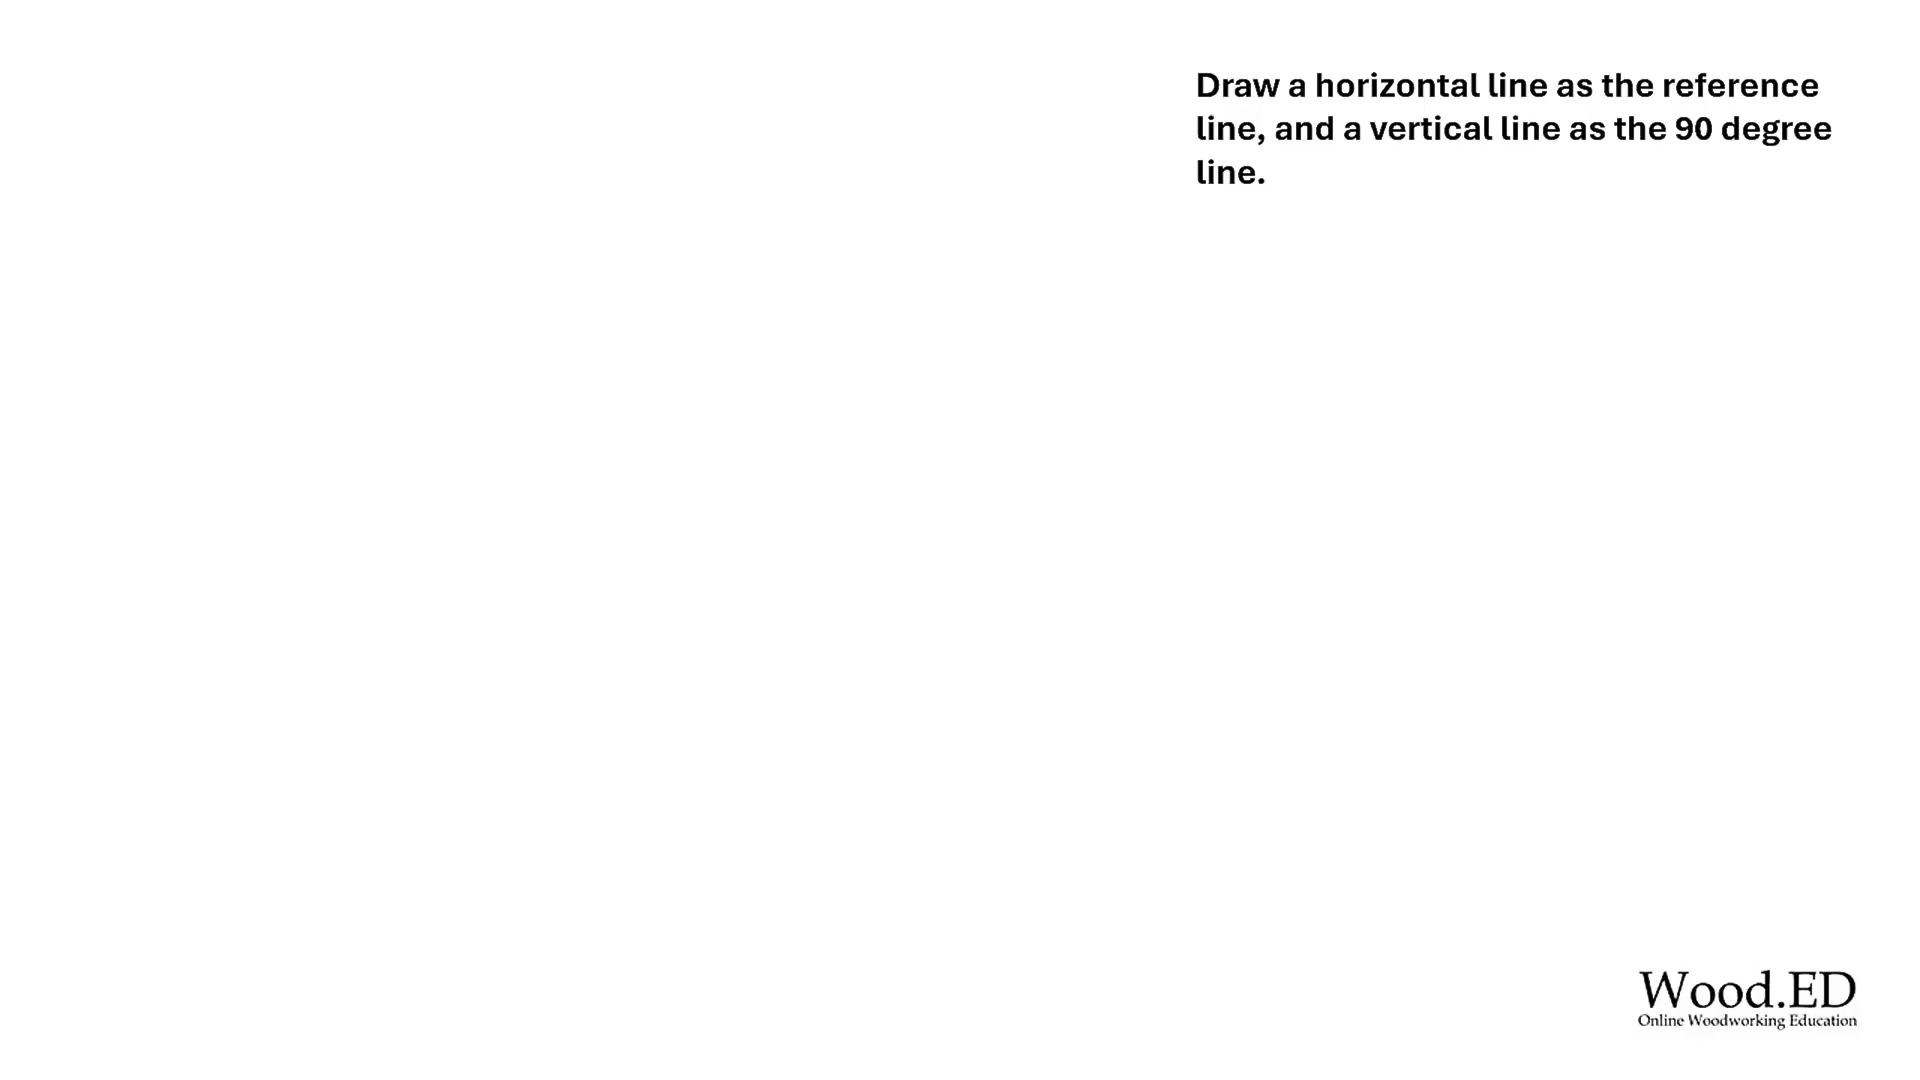 Draw a horizontal line as the reference
line, and a vertical line as the 90 degree
line.
Wood.ED
Online Woodworking Education